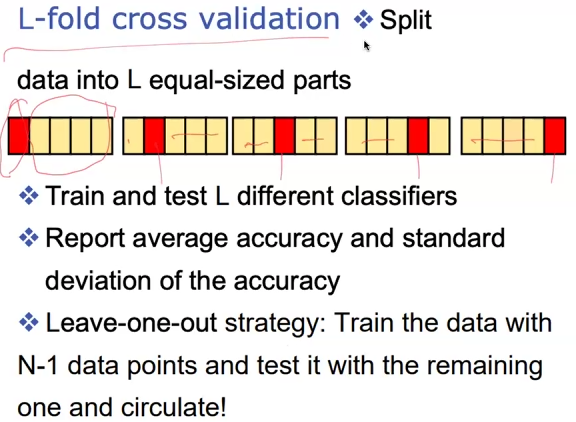 L-fold cross validation ❖ Split
data into L equal-sized parts
❖ Train and test L different classifiers
❖ Report average accuracy and standard
deviation of the accuracy
❖ Leave-one-out strategy: Train the data with
N-1 data points and test it with the remaining
one and circulate!